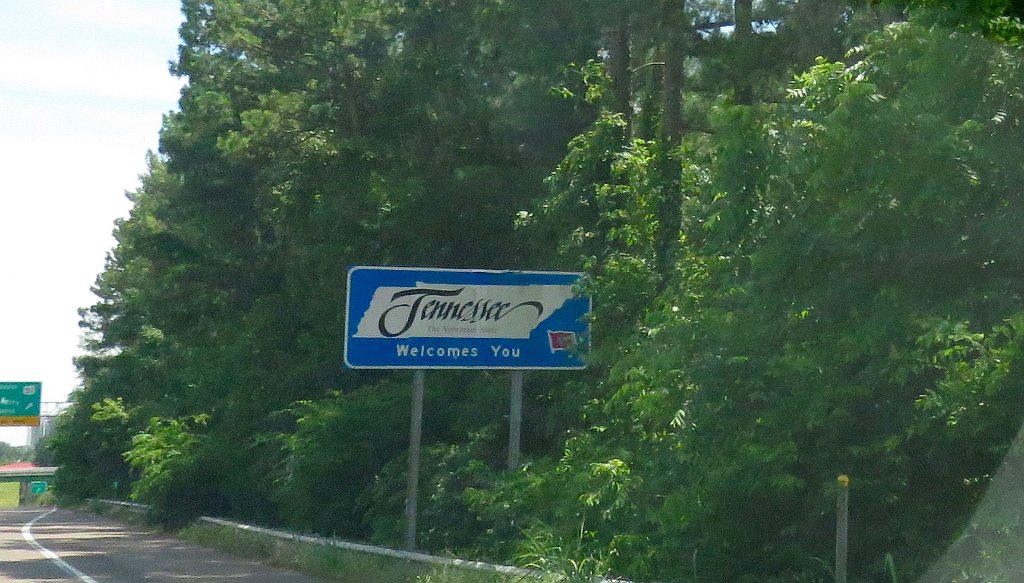 Tennessee
The Volunteer State
Welcomes You